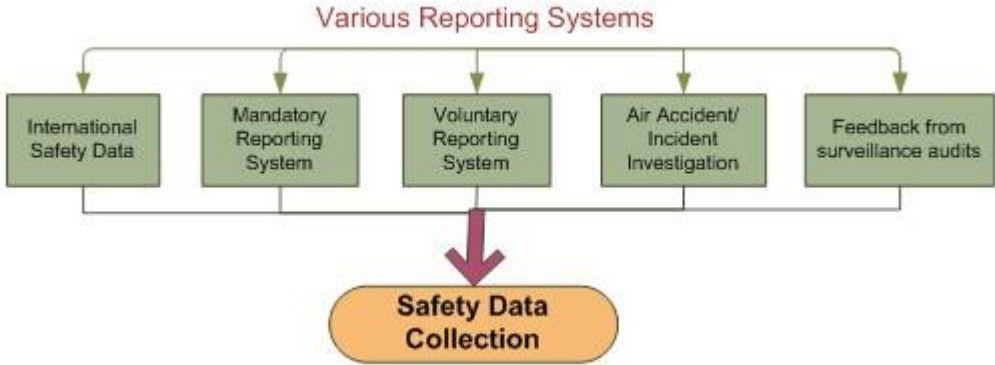 Various Reporting Systems
International
Safety Data
Mandatory
Reporting
System
Voluntary
Reporting
System
Air Accident/
Incident
Investigation
Feedback from
surveillance audits
Safety Data
Collection